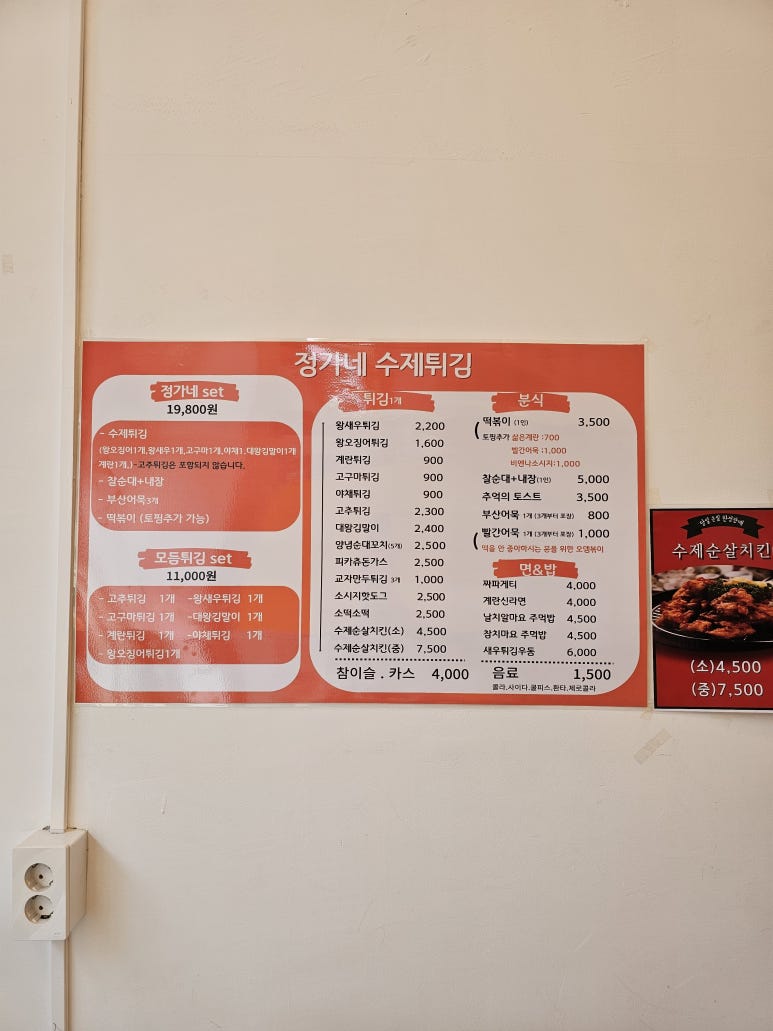 정가네 수제튀김
정가네 set
19,800원
- 수제튀김
(왕오징어1개,왕새우1개,고구마1개,야채1,대왕김말이1개
계란1개,) -고추튀김은 포함되지 않습니다.
- 찰순대+내장
- 부산어묵3개
- 떡볶이 (토핑추가 가능)
모듬튀김 set
11,000원
- 고추튀김 1개 -왕새우튀김 1개
- 고구마튀김 1개 -대왕김말이 1개
- 계란튀김 1개 -야채튀김 1개
- 왕오징어튀김1개
튀김1개
왕새우튀김 2,200
왕오징어튀김 1,600
계란튀김 900
고구마튀김 900
야채튀김 900
고추튀김 2,300
대왕김말이 2,400
양념순대꼬치(5개) 2,500
피카츄돈가스 2,500
교자만두튀김 3개 1,000
소시지핫도그 2,500
소떡소떡 2,500
수제순살치킨(소) 4,500
수제순살치킨(중) 7,500
참이슬 . 카스 4,000
분식
떡볶이 (1인) 3,500
(토핑추가 삶은계란 :700
빨간어묵 :1,000
비엔나소시지:1,000
찰순대+내장(1인) 5,000
추억의 토스트 3,500
부산어묵 1개 (3개부터 포장) 800
(빨간어묵 1개 (3개부터 포장) 1,000
떡을 안 좋아하시는 분을 위한 오뎅볶이
면&밥
짜파게티 4,000
계란신라면 4,000
날치알마요 주먹밥 4,500
참치마요 주먹밥 4,500
새우튀김우동 6,000
음료 1,500
콜라,사이다,쿨피스,환타,제로콜라
수제순살치킨
(소)4,500
(중)7,500